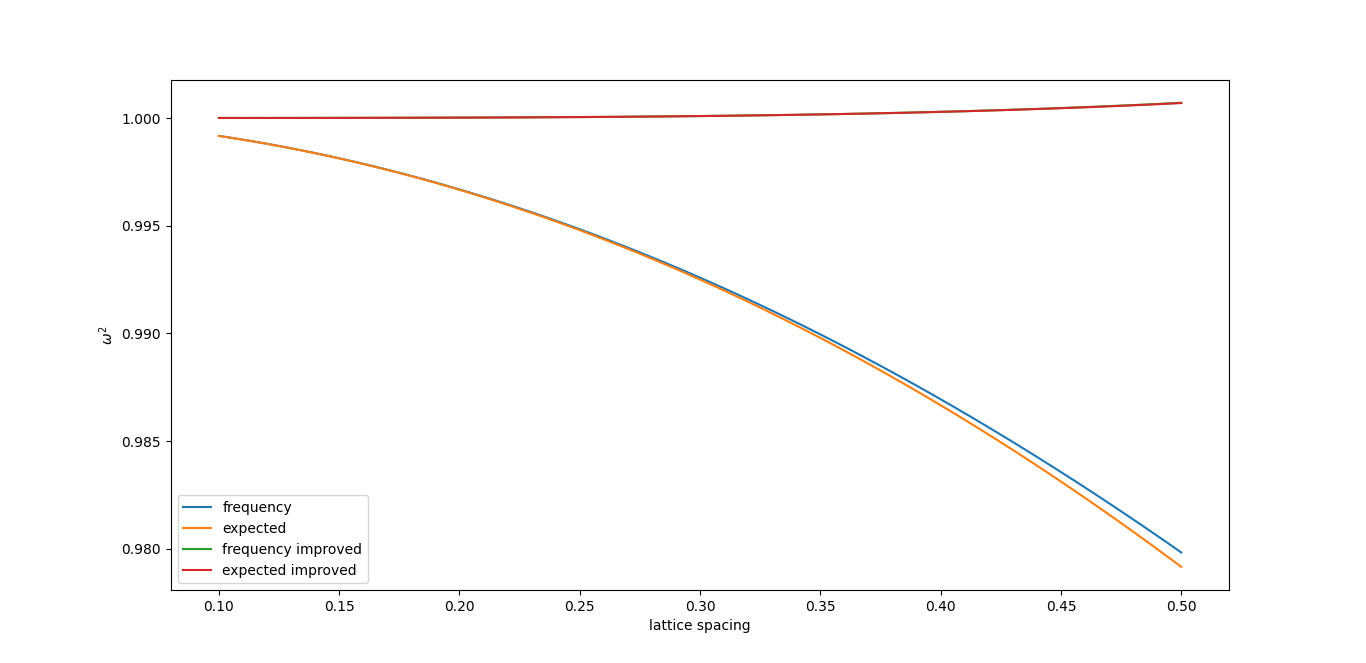 1.000
0.995
0.990
0.985
0.980
ω²
frequency
expected
frequency improved
expected improved
0.10 0.15 0.20 0.25 0.30 0.35 0.40 0.45 0.50
lattice spacing